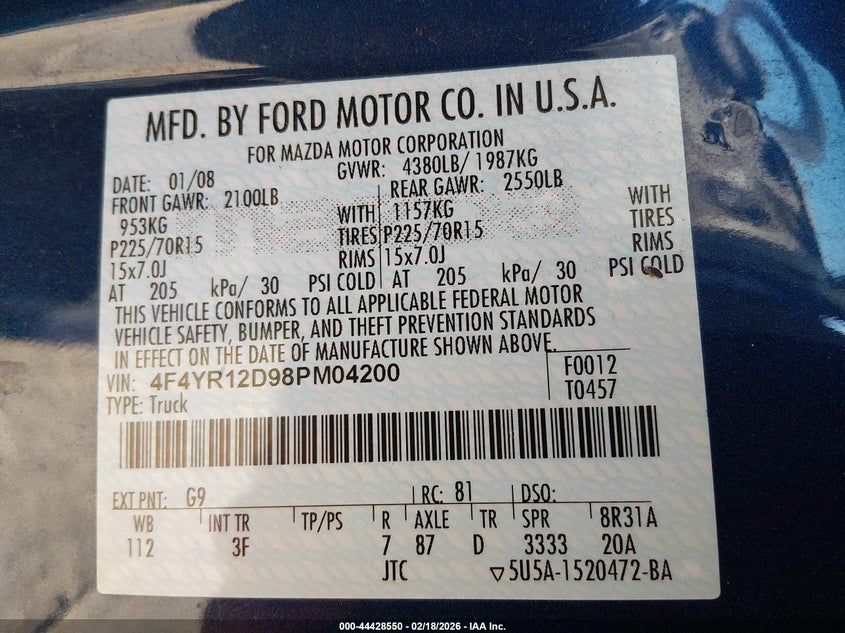 MFD. BY FORD MOTOR CO. IN U.S.A.
FOR MAZDA MOTOR CORPORATION
DATE: 01/08 GVWR: 4380LB/ 1987KG
FRONT GAWR: 2100LB REAR GAWR: 2550LB
953KG WITH 1157KG WITH
P225/70R15 TIRES P225/70R15 TIRES
15x7.0J RIMS 15x7.0J RIMS
AT 205 kPa/ 30 PSI COLD AT 205 kPa/ 30 PSI COLD
THIS VEHICLE CONFORMS TO ALL APPLICABLE FEDERAL MOTOR
VEHICLE SAFETY, BUMPER, AND THEFT PREVENTION STANDARDS
IN EFFECT ON THE DATE OF MANUFACTURE SHOWN ABOVE.
VIN: 4F4YR12D98PM04200 F0012
TYPE: Truck T0457
EXT PNT: G9 RC: 81 DSO:
WB INT TR TP/PS R AXLE TR SPR 8R31A
112 3F 7 87 D 3333 20A
JTC ▽5U5A-1520472-BA
000-44428550 - 02/18/2026 - IAA Inc.